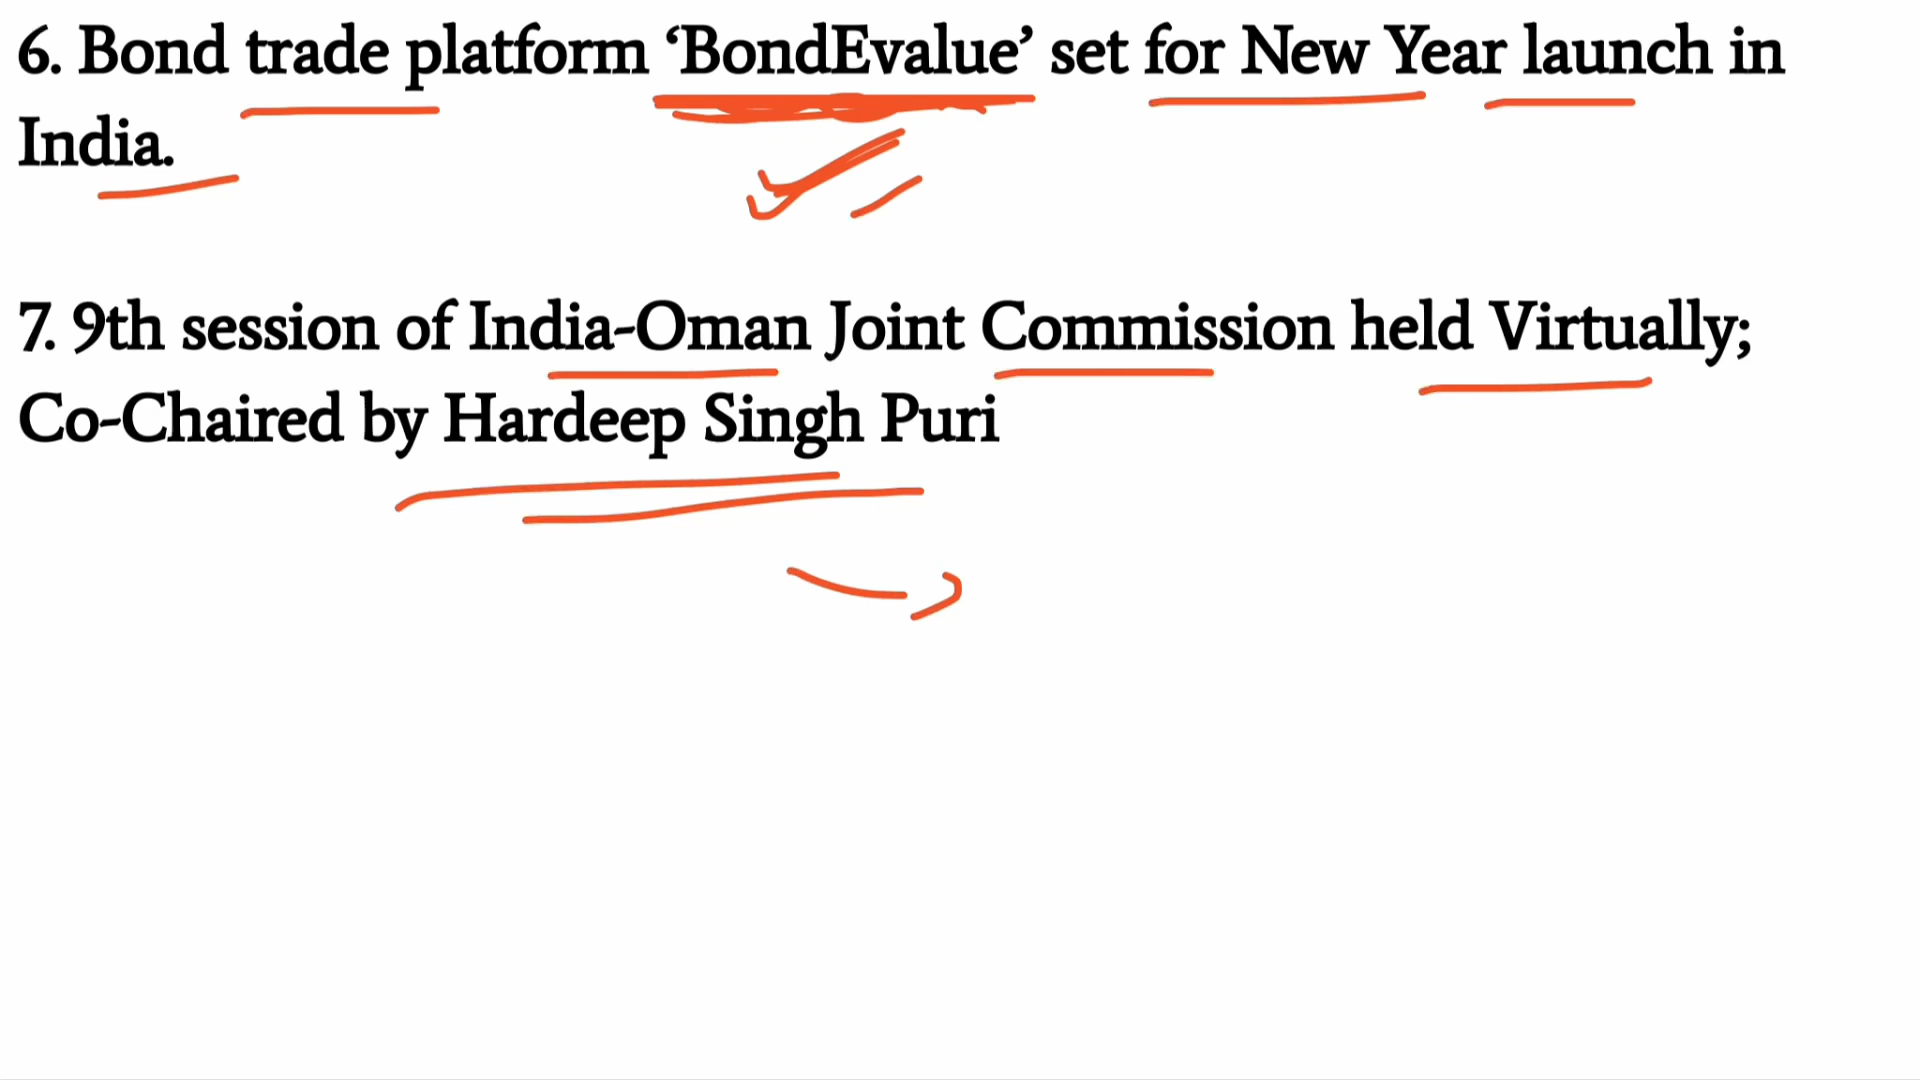 6. Bond trade platform ‘BondEvalue’ set for New Year launch in
India.
7. 9th session of India-Oman Joint Commission held Virtually;
Co-Chaired by Hardeep Singh Puri